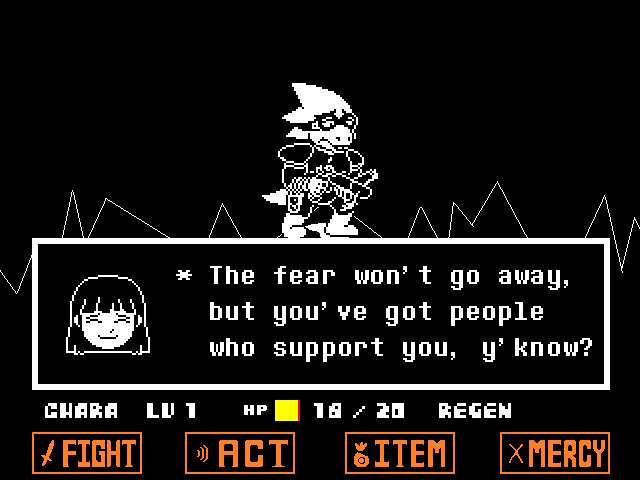 * The fear won't go away,
but you've got people
who support you, y'know?
CHARA LV 1 HP 18 / 20 REGEN
FIGHT ACT ITEM MERCY